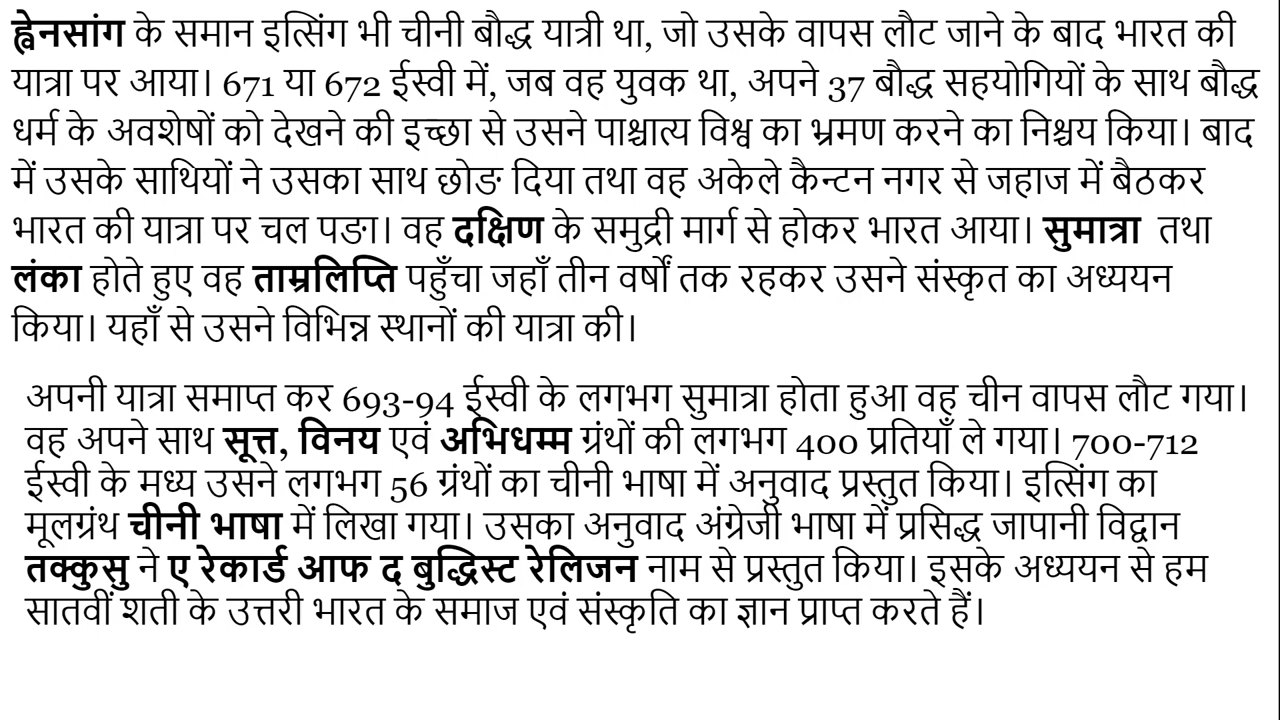 ह्वेनसांग के समान इत्सिंग भी चीनी बौद्ध यात्री था, जो उसके वापस लौट जाने के बाद भारत की
यात्रा पर आया। 671 या 672 ईस्वी में, जब वह युवक था, अपने 37 बौद्ध सहयोगियों के साथ बौद्ध
धर्म के अवशेषों को देखने की इच्छा से उसने पाश्चात्य विश्व का भ्रमण करने का निश्चय किया। बाद
में उसके साथियों ने उसका साथ छोङ दिया तथा वह अकेले कैन्टन नगर से जहाज में बैठकर
भारत की यात्रा पर चल पङा। वह दक्षिण के समुद्री मार्ग से होकर भारत आया। सुमात्रा तथा
लंका होते हुए वह ताम्रलिप्ति पहुँचा जहाँ तीन वर्षों तक रहकर उसने संस्कृत का अध्ययन
किया। यहाँ से उसने विभिन्न स्थानों की यात्रा की।
अपनी यात्रा समाप्त कर 693-94 ईस्वी के लगभग सुमात्रा होता हुआ वह चीन वापस लौट गया।
वह अपने साथ सूत्त, विनय एवं अभिधम्म ग्रंथों की लगभग 400 प्रतियाँ ले गया। 700-712
ईस्वी के मध्य उसने लगभग 56 ग्रंथों का चीनी भाषा में अनुवाद प्रस्तुत किया। इत्सिंग का
मूलग्रंथ चीनी भाषा में लिखा गया। उसका अनुवाद अंग्रेजी भाषा में प्रसिद्ध जापानी विद्वान
तक्कुसु ने ए रेकार्ड आफ द बुद्धिस्ट रेलिजन नाम से प्रस्तुत किया। इसके अध्ययन से हम
सातवीं शती के उत्तरी भारत के समाज एवं संस्कृति का ज्ञान प्राप्त करते हैं।